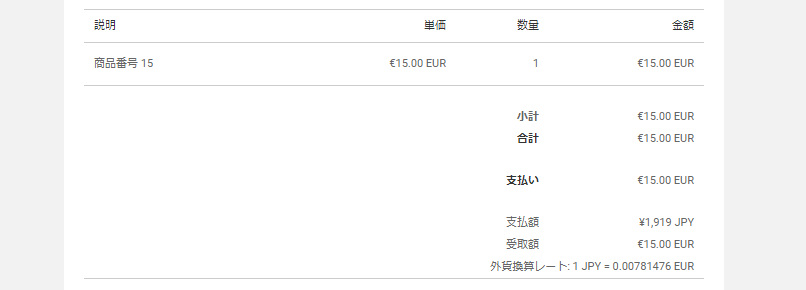 説明 単価 数量 金額
商品番号 15 €15.00 EUR 1 €15.00 EUR
小計 €15.00 EUR
合計 €15.00 EUR
支払い €15.00 EUR
支払額 ¥1,919 JPY
受取額 €15.00 EUR
外貨換算レート: 1 JPY = 0.00781476 EUR